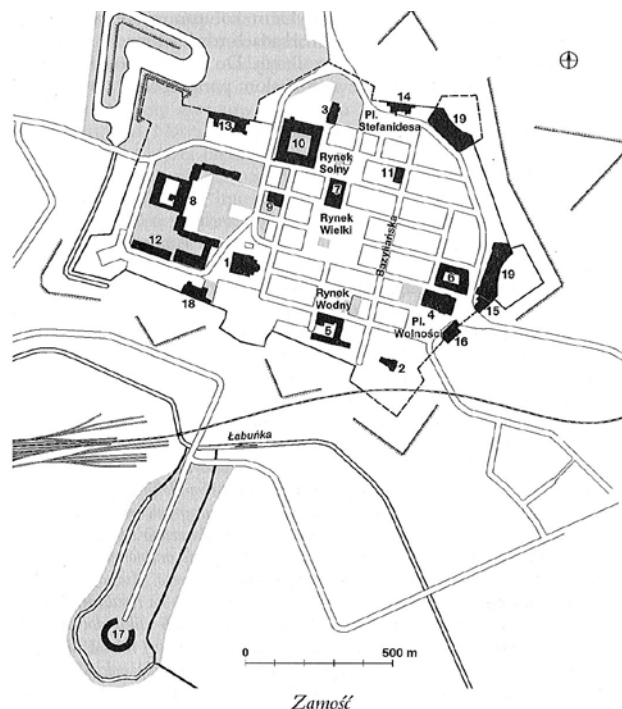 14
19
3
Pl.
Stefanidesa
13
10
Rynek
Solny
11
7
8
9
Rynek
Wielki
Bazyliańska
12
1
6
19
18
Rynek
Wodny
4
5
Pl.
Wolności
15
16
2
Łabuńka
17
0
500 m
Zamość